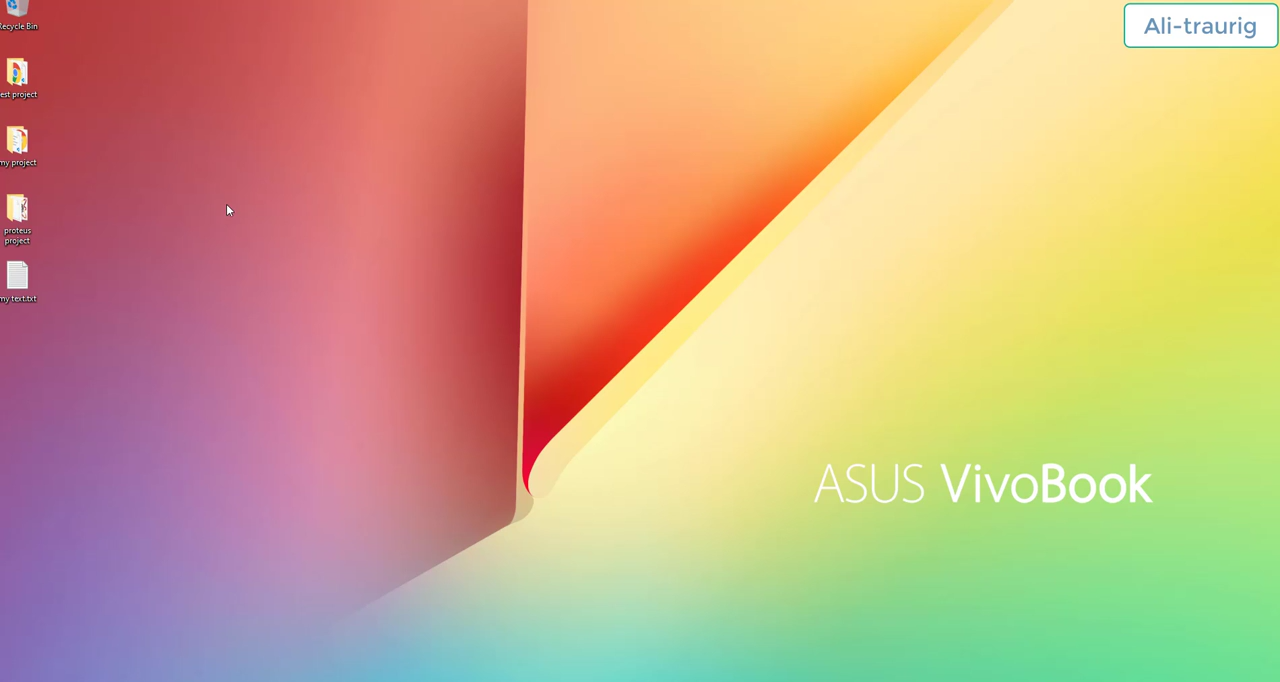 Ali-traurig
Recycle Bin
est project
my project
proteus
project
my text.txt
ASUS VivoBook